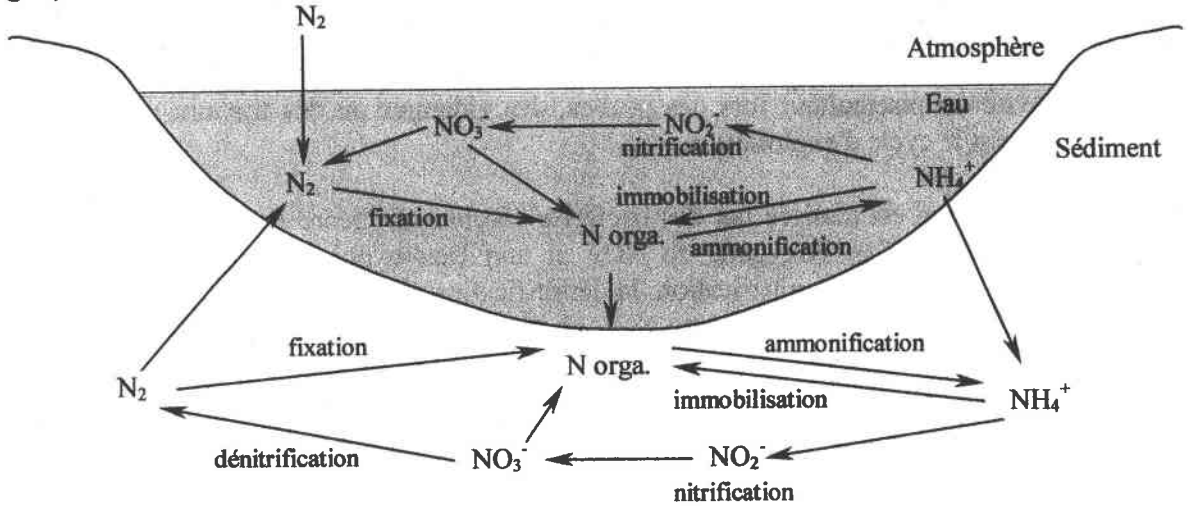 N₂
Atmosphère
Eau
NO₃⁻ NO₂⁻
nitrification
Sédiment
N₂ immobilisation NH₄⁺
fixation
N orga. ammonification
fixation ammonification
N₂ N orga. NH₄⁺
immobilisation
dénitrification NO₃⁻ NO₂⁻
nitrification